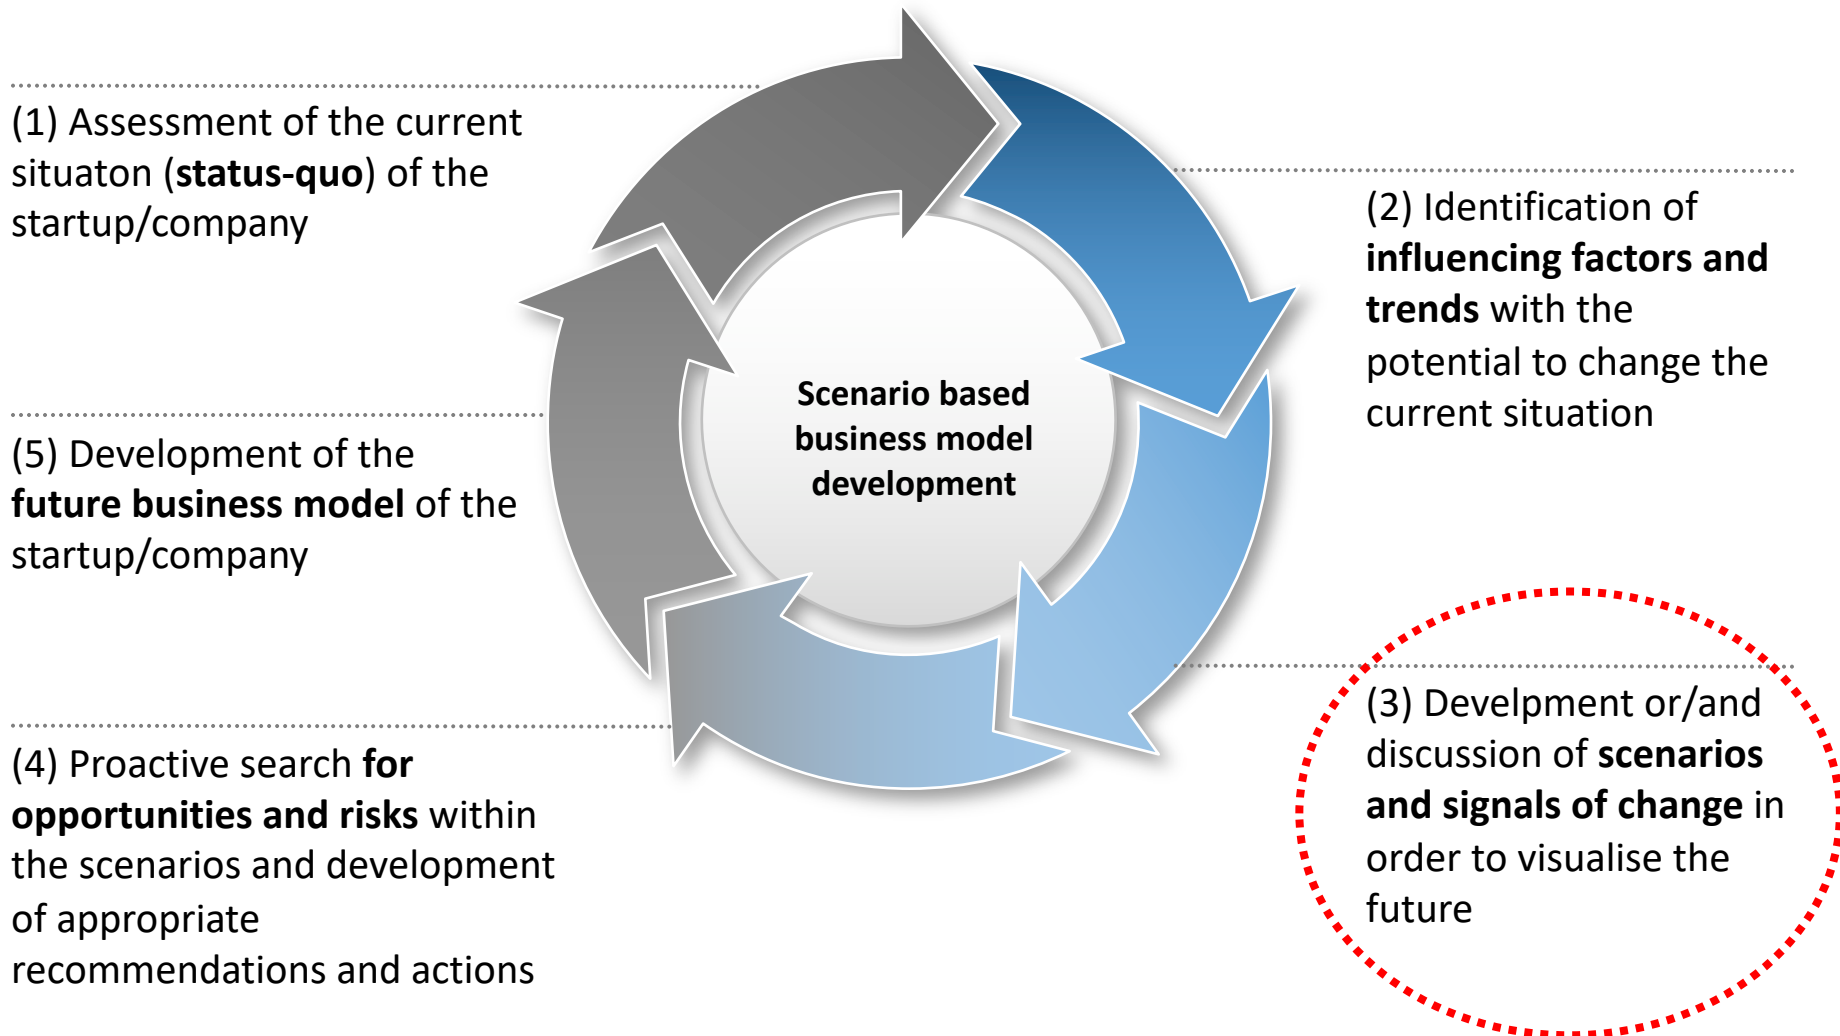 (1) Assessment of the current
situaton (status-quo) of the
startup/company
(2) Identification of
influencing factors and
trends with the
potential to change the
current situation
Scenario based
business model
development
(5) Development of the
future business model of the
startup/company
(3) Develpment or/and
discussion of scenarios
and signals of change in
order to visualise the
future
(4) Proactive search for
opportunities and risks within
the scenarios and development
of appropriate
recommendations and actions